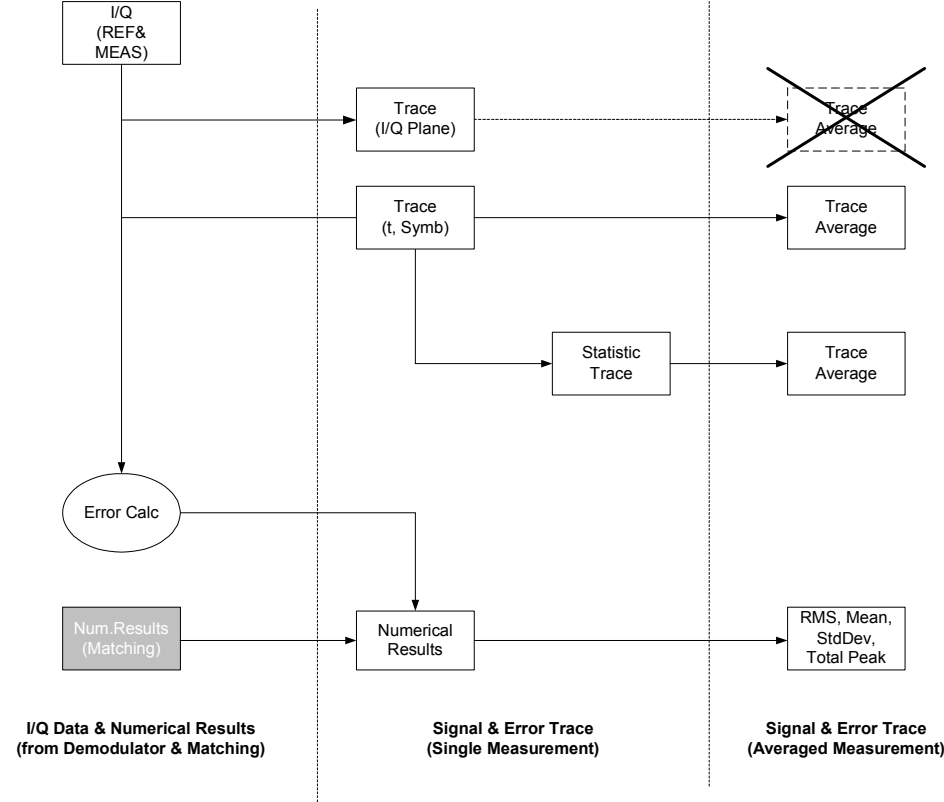 I/Q
(REF&
MEAS)
Trace
(I/Q Plane)
Trace
Average
Trace
(t, Symb)
Trace
Average
Statistic
Trace
Trace
Average
Error Calc
Num.Results
(Matching)
Numerical
Results
RMS, Mean,
StdDev,
Total Peak
I/Q Data & Numerical Results
(from Demodulator & Matching)
Signal & Error Trace
(Single Measurement)
Signal & Error Trace
(Averaged Measurement)